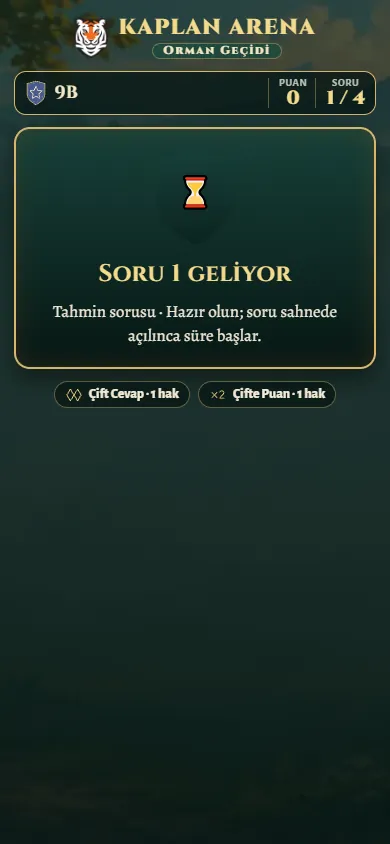 KAPLAN ARENA
Orman Geçidi
9B
PUAN
0
SORU
1 / 4
Soru 1 geliyor
Tahmin sorusu · Hazır olun; soru sahnede
açılınca süre başlar.
Çift Cevap · 1 hak
×2 Çifte Puan · 1 hak